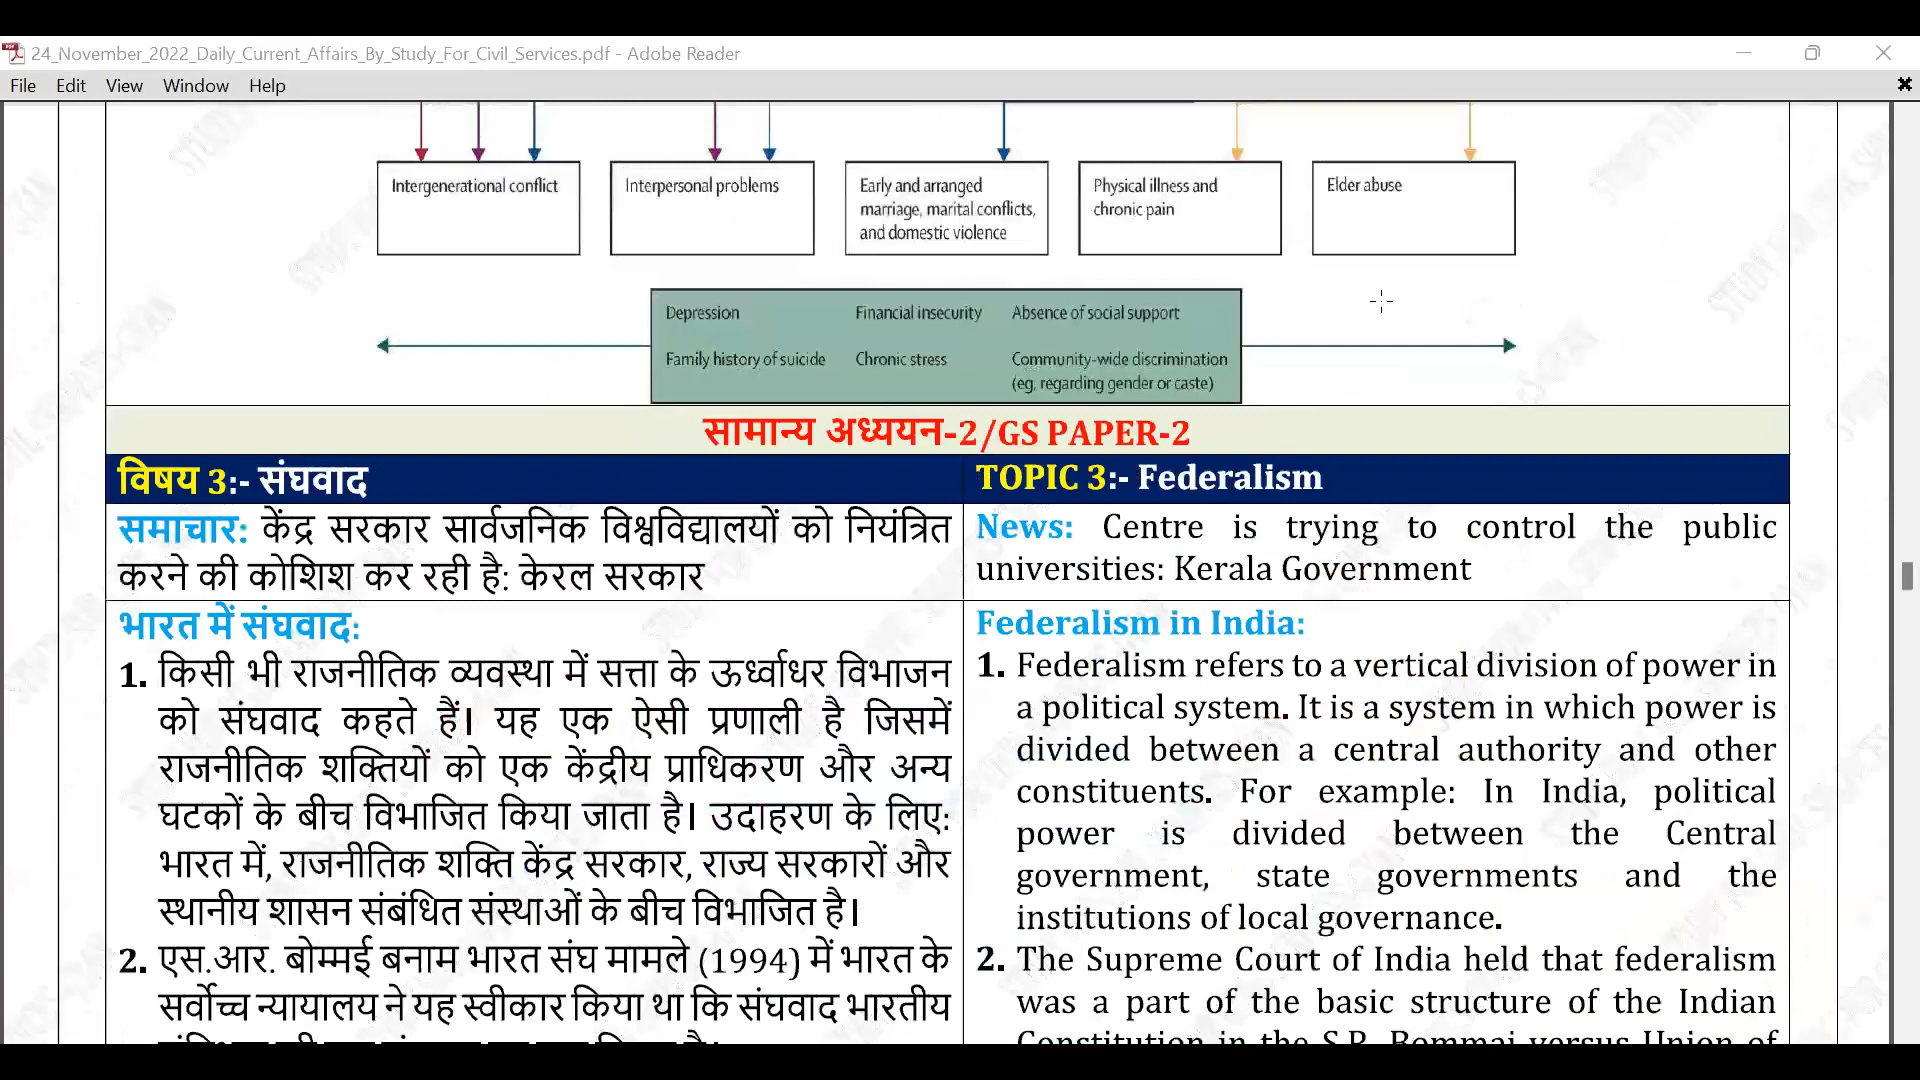 24_November_2022_Daily_Current_Affairs_By_Study_For_Civil_Services.pdf - Adobe Reader
File Edit View Window Help
Intergenerational conflict
Interpersonal problems
Early and arranged
marriage, marital conflicts,
and domestic violence
Physical illness and
chronic pain
Elder abuse
Depression Financial insecurity Absence of social support
Family history of suicide Chronic stress Community-wide discrimination
(eg, regarding gender or caste)
सामान्य अध्ययन-2/GS PAPER-2
विषय 3:- संघवाद
समाचार: केंद्र सरकार सार्वजनिक विश्वविद्यालयों को नियंत्रित
करने की कोशिश कर रही है: केरल सरकार
भारत में संघवाद:
1. किसी भी राजनीतिक व्यवस्था में सत्ता के ऊर्ध्वाधर विभाजन
को संघवाद कहते हैं। यह एक ऐसी प्रणाली है जिसमें
राजनीतिक शक्तियों को एक केंद्रीय प्राधिकरण और अन्य
घटकों के बीच विभाजित किया जाता है। उदाहरण के लिए:
भारत में, राजनीतिक शक्ति केंद्र सरकार, राज्य सरकारों और
स्थानीय शासन संबंधित संस्थाओं के बीच विभाजित है।
2. एस.आर. बोम्मई बनाम भारत संघ मामले (1994) में भारत के
सर्वोच्च न्यायालय ने यह स्वीकार किया था कि संघवाद भारतीय
TOPIC 3:- Federalism
News: Centre is trying to control the public
universities: Kerala Government
Federalism in India:
1. Federalism refers to a vertical division of power in
a political system. It is a system in which power is
divided between a central authority and other
constituents. For example: In India, political
power is divided between the Central
government, state governments and the
institutions of local governance.
2. The Supreme Court of India held that federalism
was a part of the basic structure of the Indian
Constitution in the S.R. Bommai versus Union of